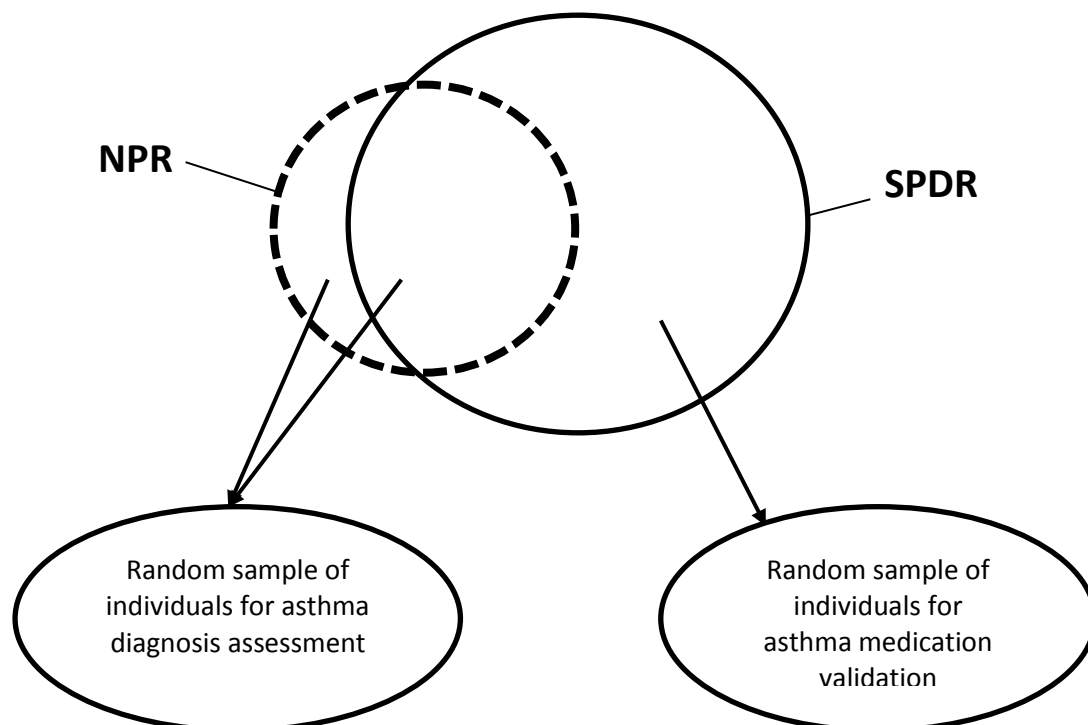 NPR
SPDR
Random sample of
individuals for asthma
diagnosis assessment
Random sample of
individuals for
asthma medication
validation